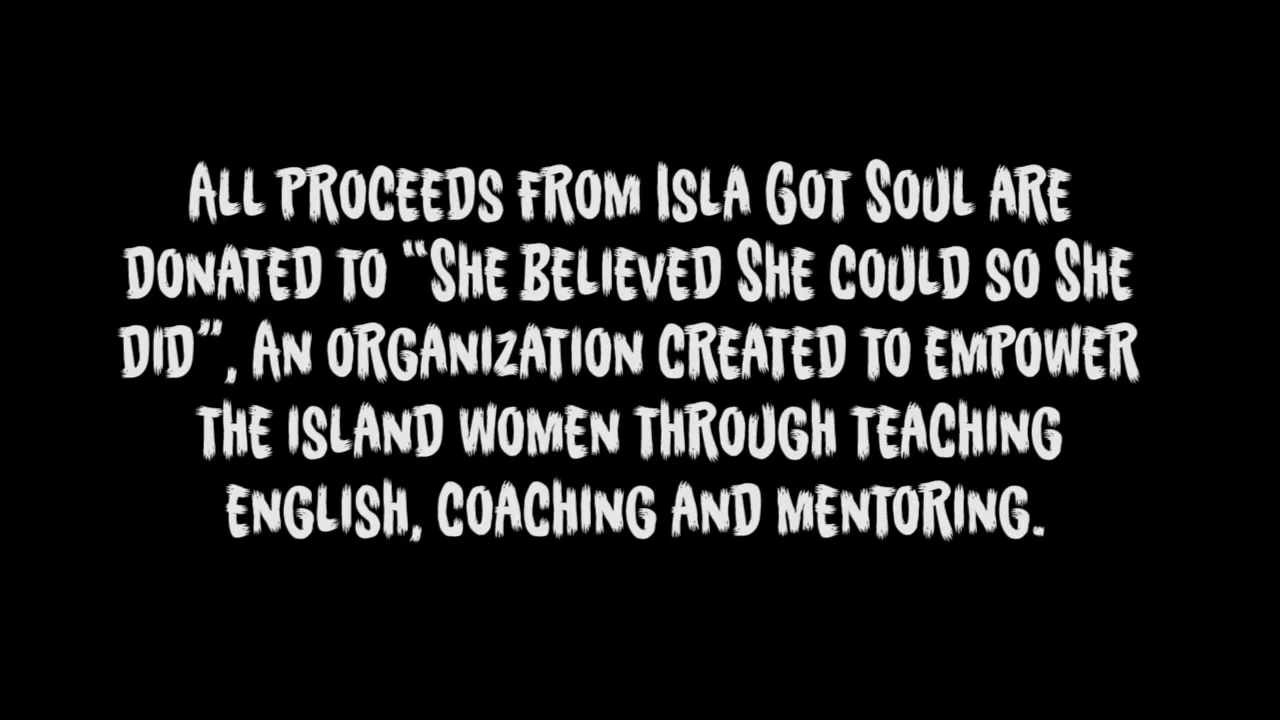 All proceeds from Isla Got Soul are
donated to “She Believed She Could so She
did”, An organization created to empower
the island women through teaching
English, coaching and mentoring.